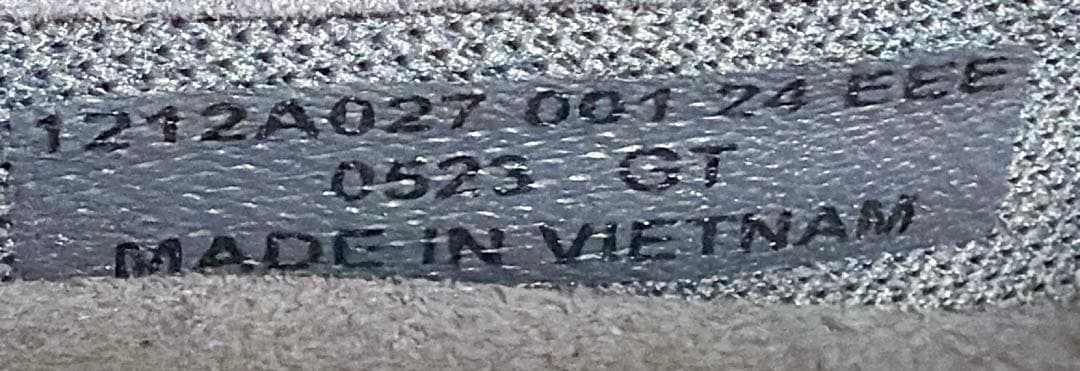 1212A027 001 24 EEE
0523 GT
MADE IN VIETNAM